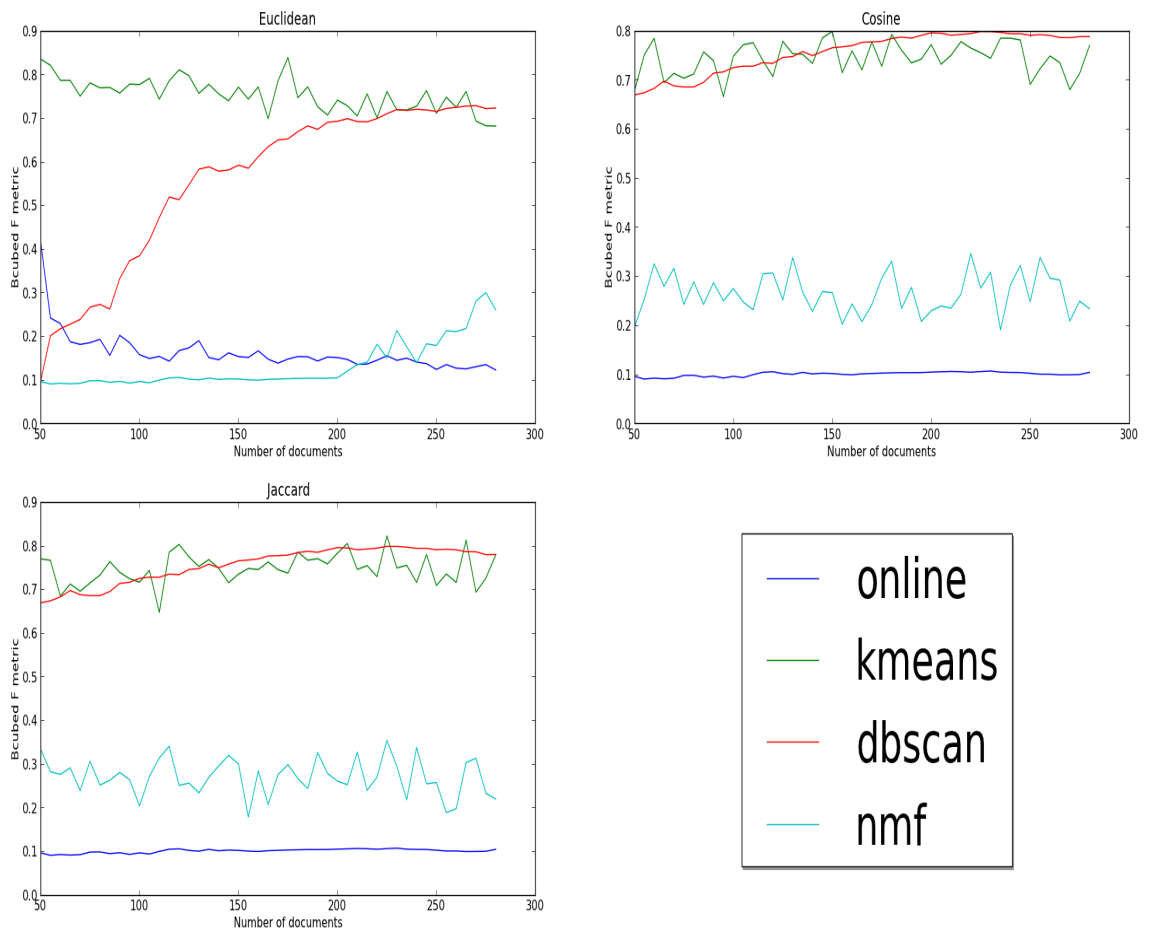 Euclidean
0.9
0.8
0.7
0.6
0.5
0.4
0.3
0.2
0.1
0.0
Bcubed F metric
50 100 150 200 250 300
Number of documents
Cosine
0.8
0.7
0.6
0.5
0.4
0.3
0.2
0.1
0.0
Bcubed F metric
50 100 150 200 250 300
Number of documents
Jaccard
0.9
0.8
0.7
0.6
0.5
0.4
0.3
0.2
0.1
0.0
Bcubed F metric
50 100 150 200 250 300
Number of documents
online
kmeans
dbscan
nmf